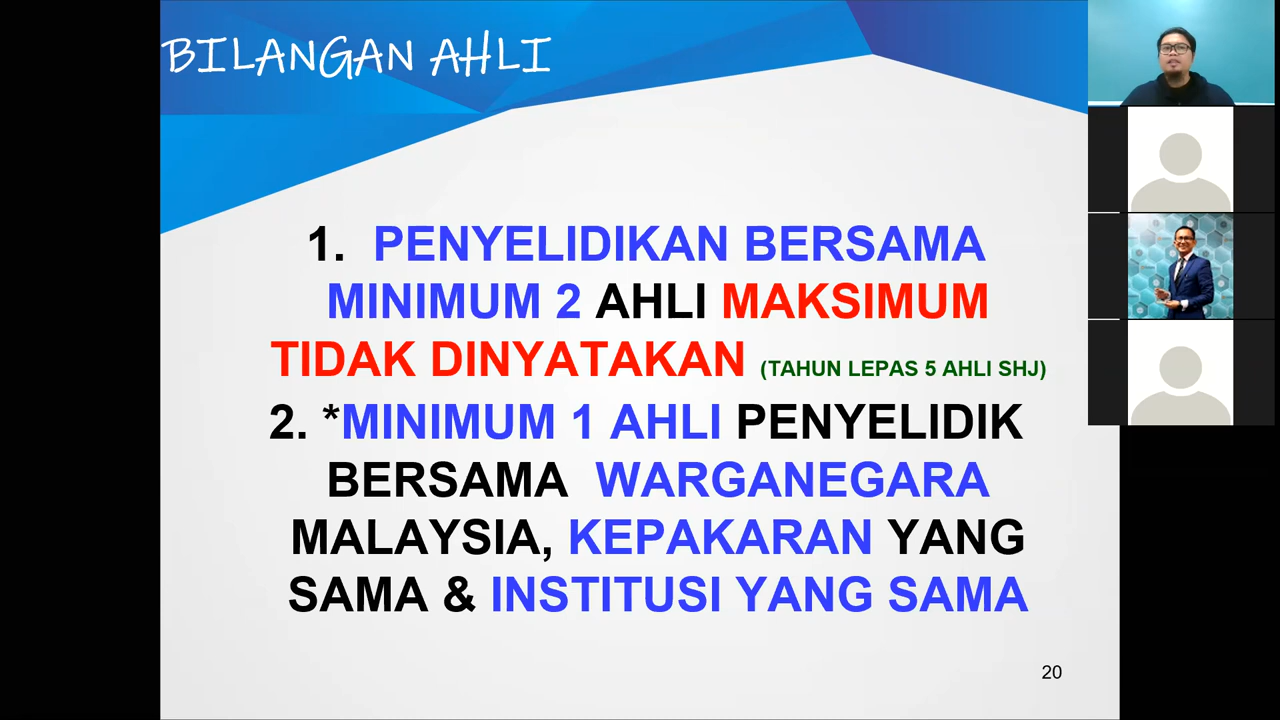 BILANGAN AHLI
1. PENYELIDIKAN BERSAMA
MINIMUM 2 AHLI MAKSIMUM
TIDAK DINYATAKAN (TAHUN LEPAS 5 AHLI SHJ)
2. *MINIMUM 1 AHLI PENYELIDIK
BERSAMA WARGANEGARA
MALAYSIA, KEPAKARAN YANG
SAMA & INSTITUSI YANG SAMA
20